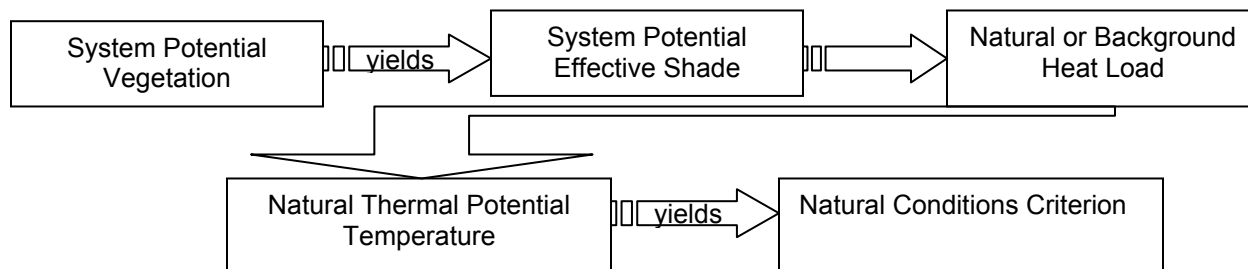 System Potential
Vegetation
yields
System Potential
Effective Shade
Natural or Background
Heat Load
Natural Thermal Potential
Temperature
yields
Natural Conditions Criterion